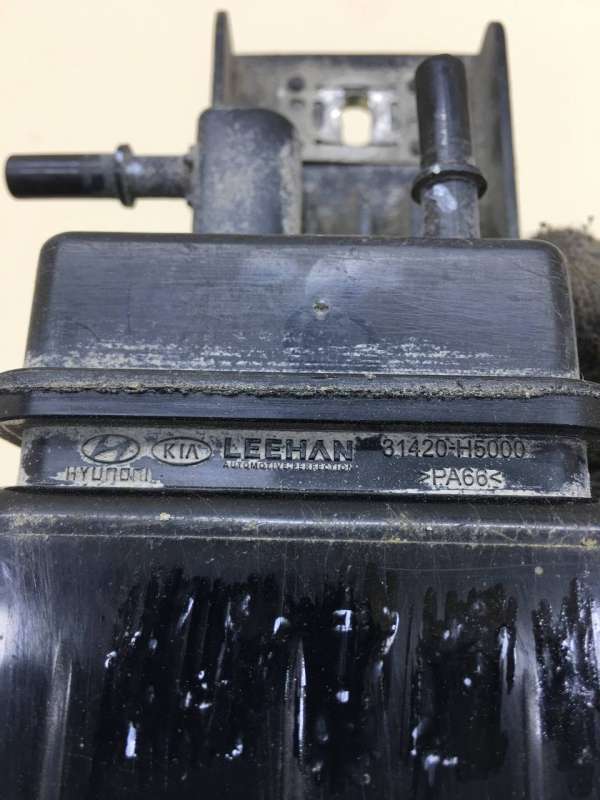 HYUNDAI KIA LEEHAN 31420-H5000
AUTOMOTIVE PERFECTION >PA66<